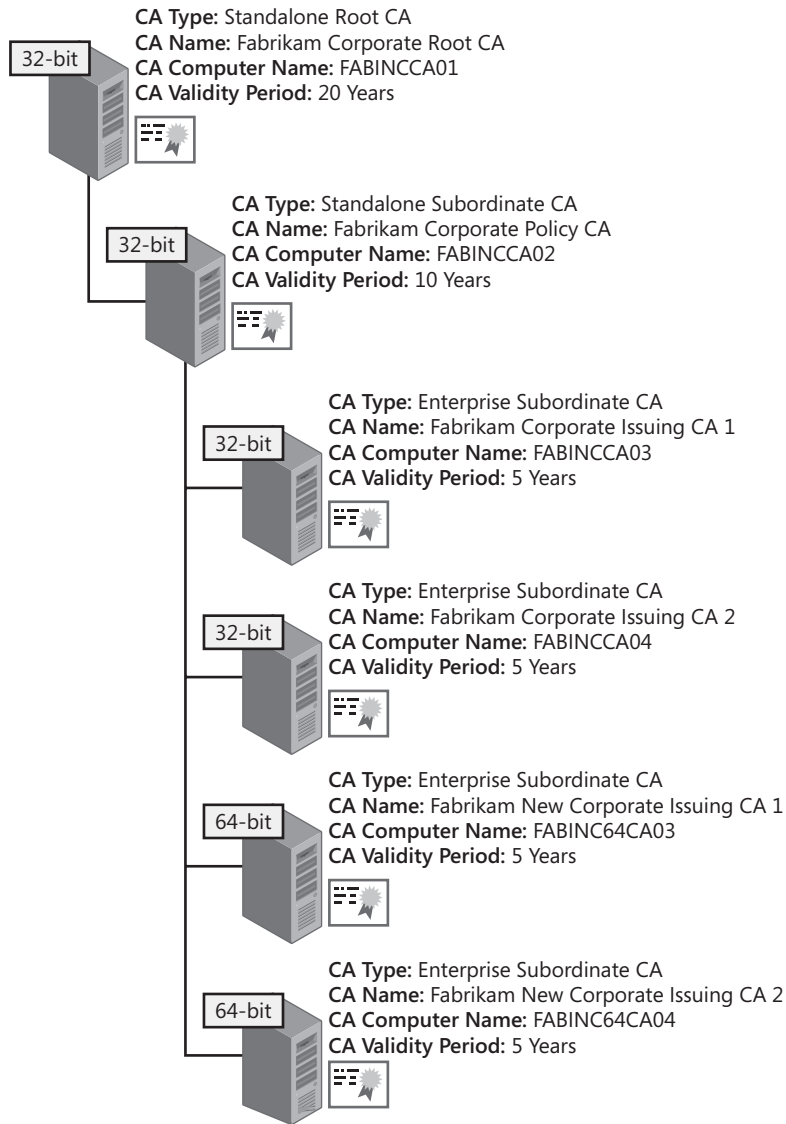 CA Type: Standalone Root CA
CA Name: Fabrikam Corporate Root CA
32-bit
CA Computer Name: FABINCCA01
CA Validity Period: 20 Years
CA Type: Standalone Subordinate CA
CA Name: Fabrikam Corporate Policy CA
32-bit
CA Computer Name: FABINCCA02
CA Validity Period: 10 Years
CA Type: Enterprise Subordinate CA
CA Name: Fabrikam Corporate Issuing CA 1
32-bit
CA Computer Name: FABINCCA03
CA Validity Period: 5 Years
CA Type: Enterprise Subordinate CA
CA Name: Fabrikam Corporate Issuing CA 2
32-bit
CA Computer Name: FABINCCA04
CA Validity Period: 5 Years
CA Type: Enterprise Subordinate CA
CA Name: Fabrikam New Corporate Issuing CA 1
64-bit
CA Computer Name: FABINC64CA03
CA Validity Period: 5 Years
CA Type: Enterprise Subordinate CA
CA Name: Fabrikam New Corporate Issuing CA 2
64-bit
CA Computer Name: FABINC64CA04
CA Validity Period: 5 Years